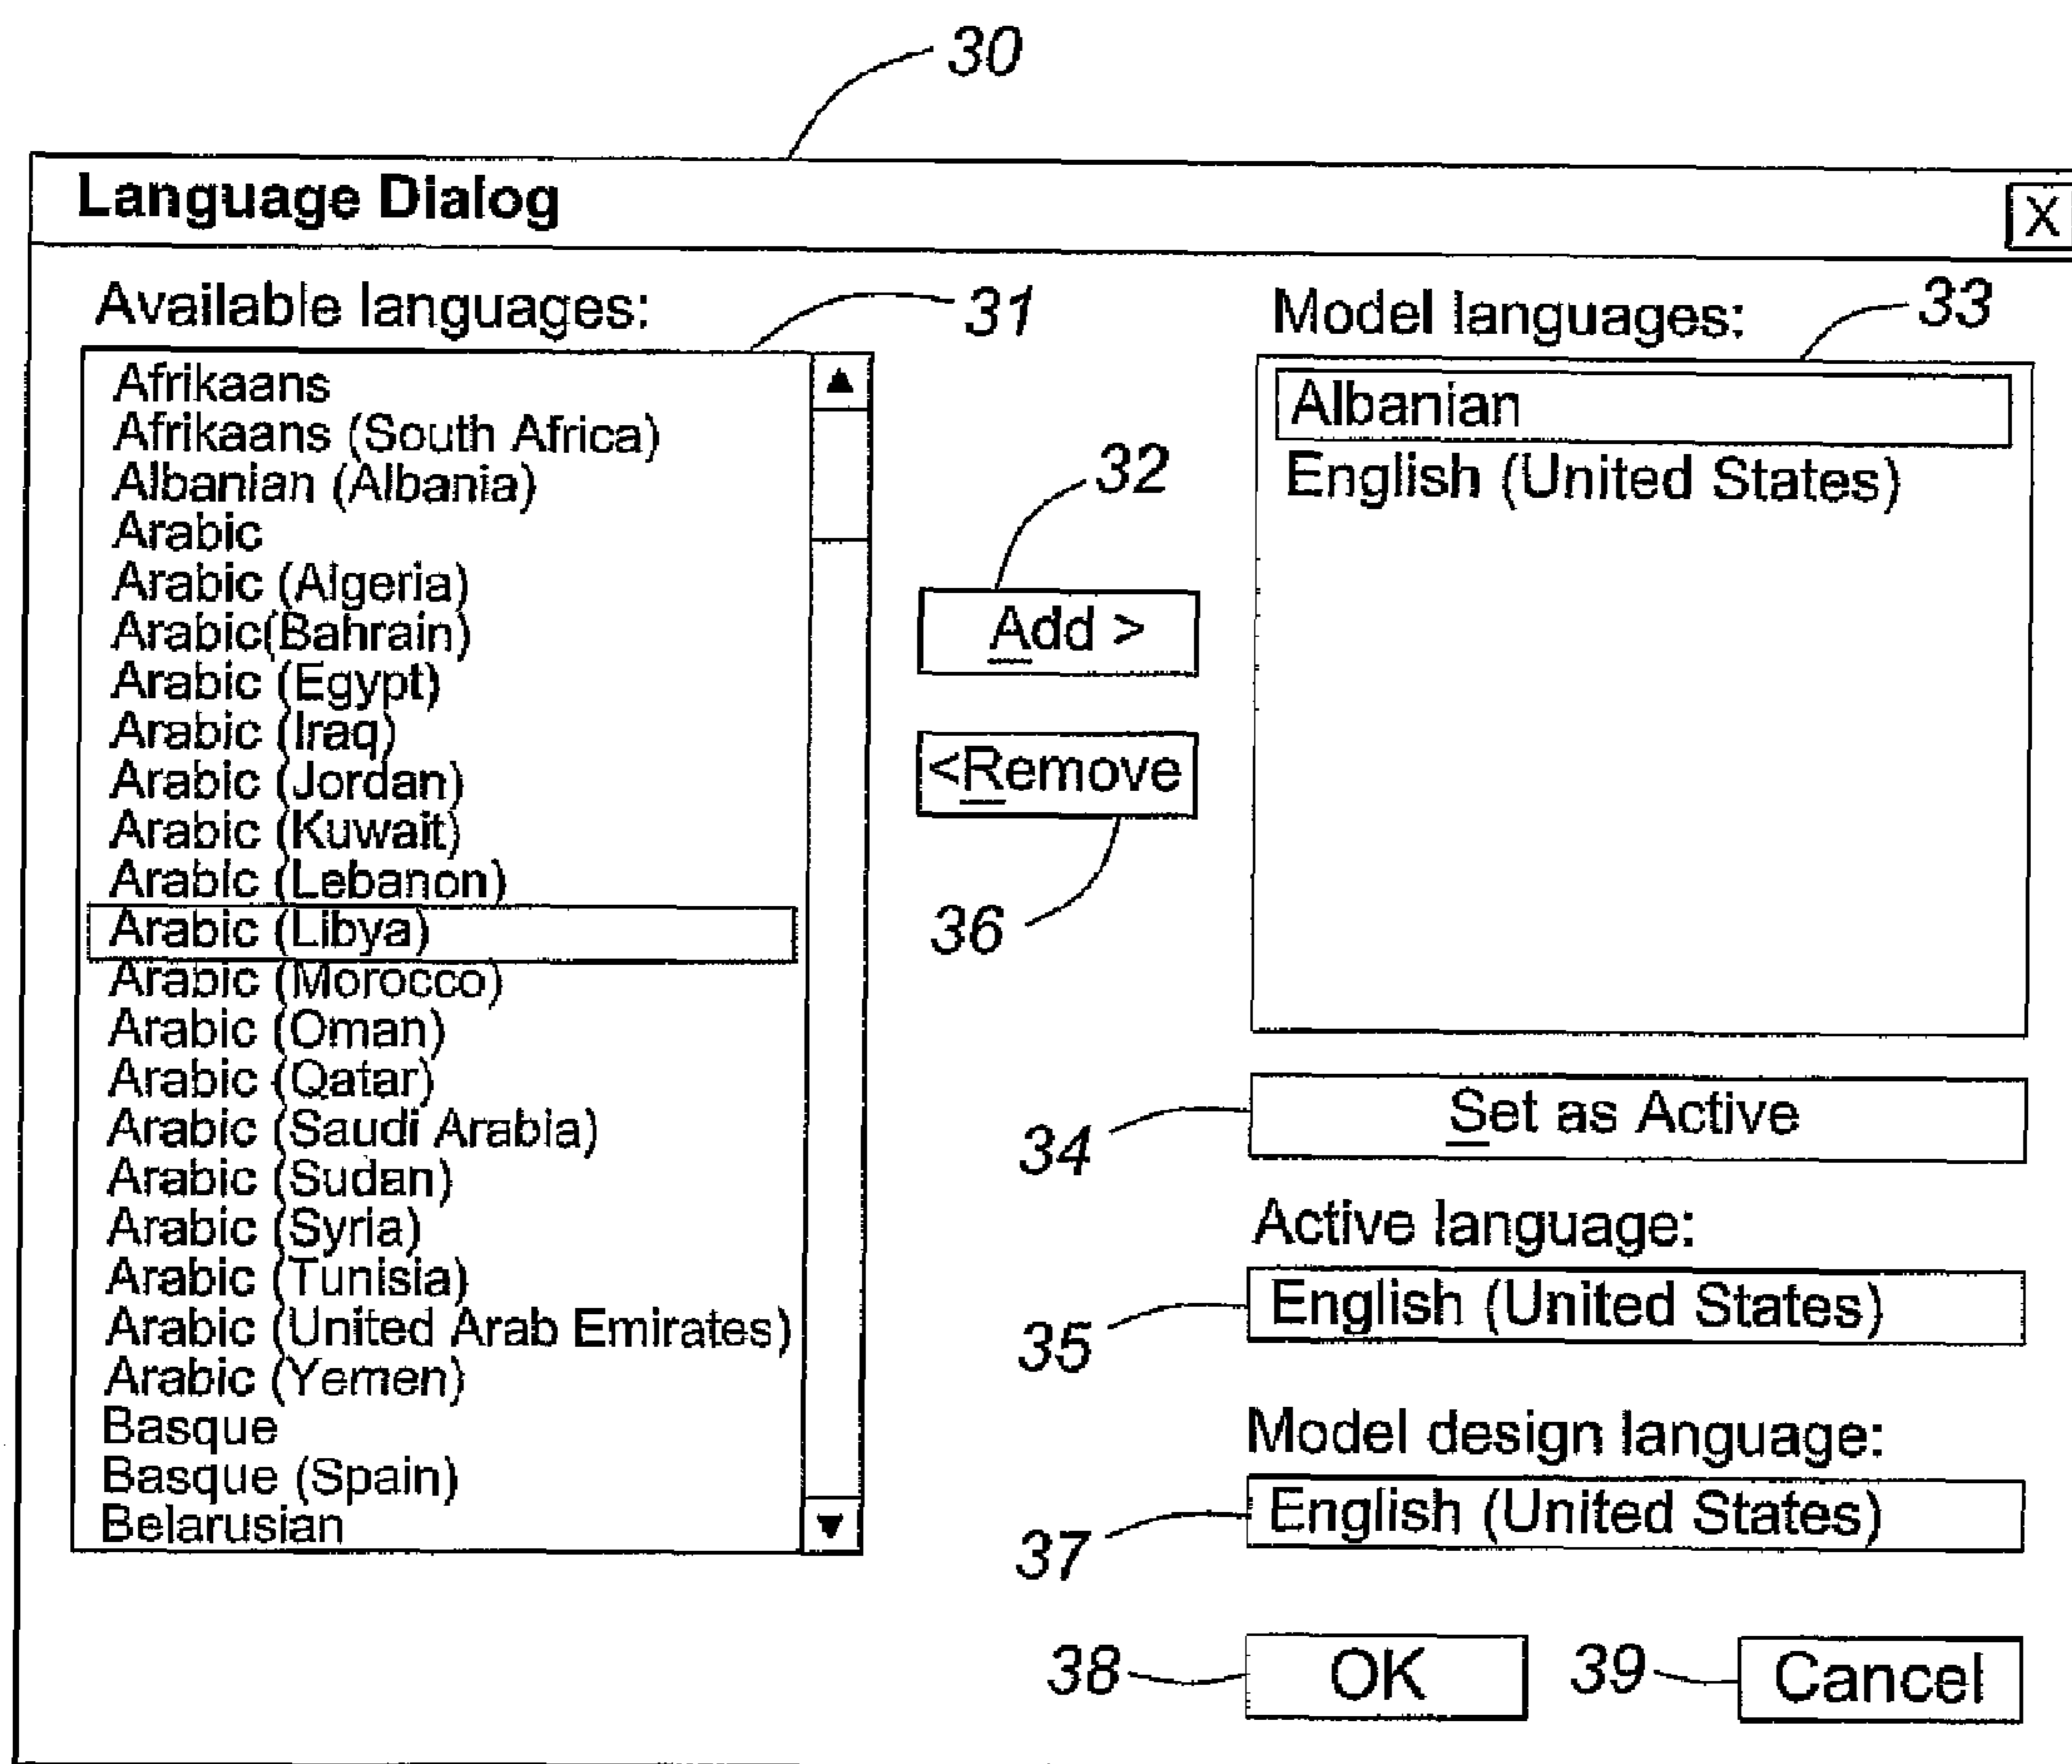 30
Language Dialog
X
Available languages:
31
Afrikaans
Afrikaans (South Africa)
Albanian (Albania)
Arabic
Arabic (Algeria)
Arabic(Bahrain)
Arabic (Egypt)
Arabic (Iraq)
Arabic (Jordan)
Arabic (Kuwait)
Arabic (Lebanon)
Arabic (Libya)
Arabic (Morocco)
Arabic (Oman)
Arabic (Qatar)
Arabic (Saudi Arabia)
Arabic (Sudan)
Arabic (Syria)
Arabic (Tunisia)
Arabic (United Arab Emirates)
Arabic (Yemen)
Basque
Basque (Spain)
Belarusian
32
Add >
<Remove
36
Model languages:
33
Albanian
English (United States)
34
Set as Active
Active language:
35
English (United States)
Model design language:
37
English (United States)
38
OK
39
Cancel